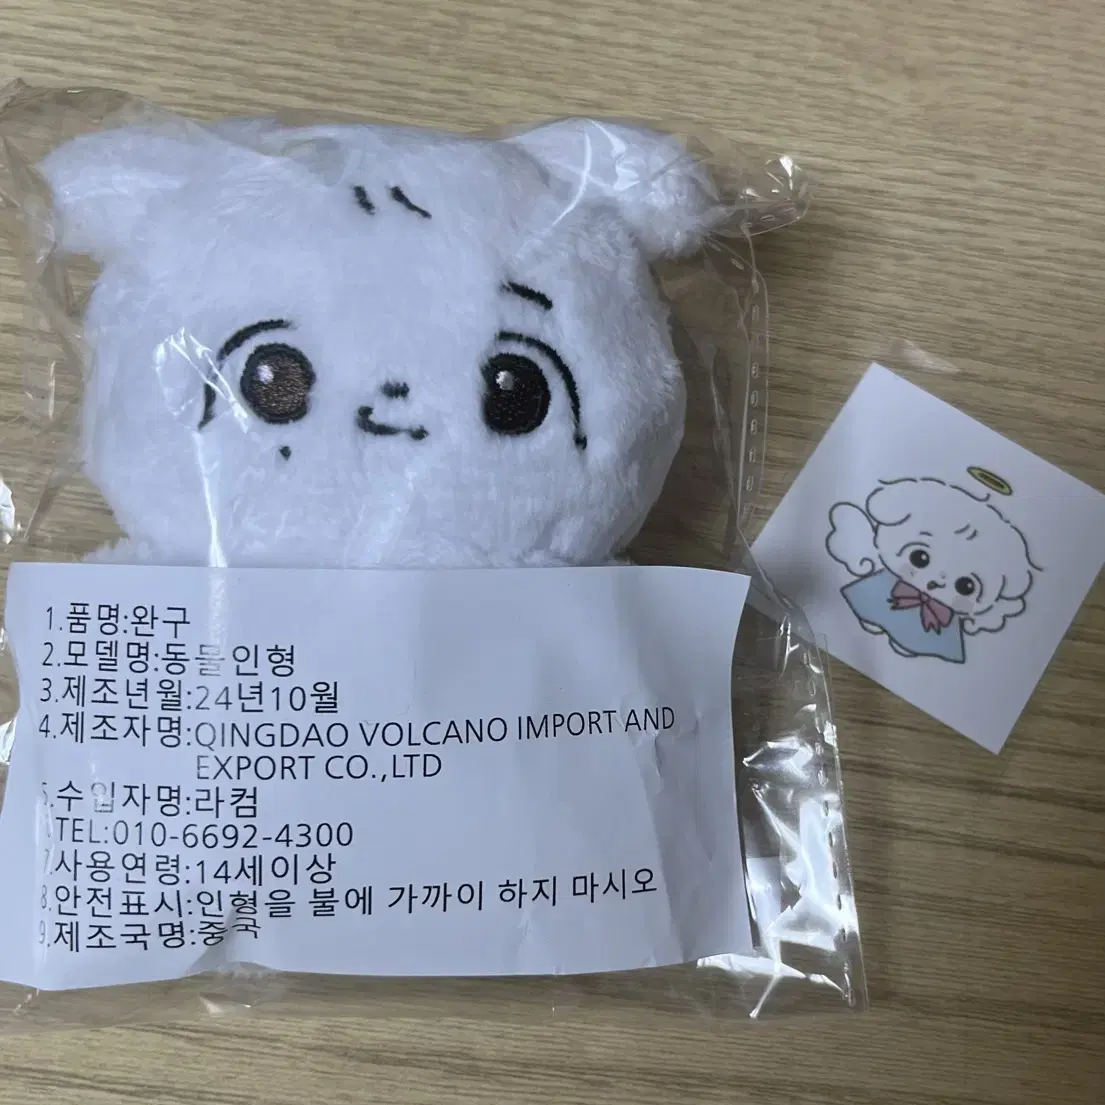 1.품명:완구
2.모델명:동물인형
3.제조년월:24년10월
4.제조자명:QINGDAO VOLCANO IMPORT AND
EXPORT CO.,LTD
5.수입자명:라컴
6.TEL:010-6692-4300
7.사용연령:14세이상
8.안전표시:인형을 불에 가까이 하지 마시오
9.제조국명:중국